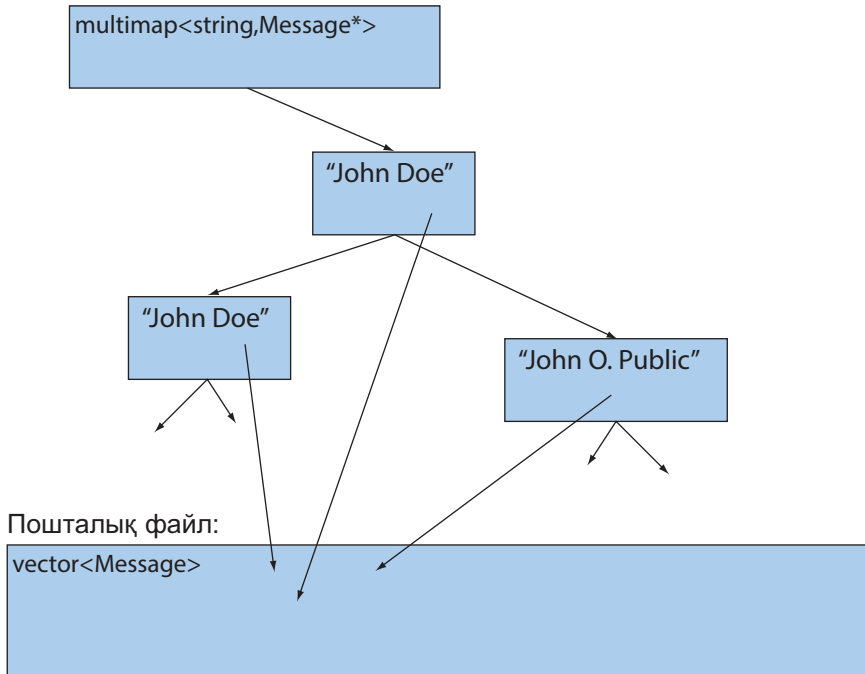 multimap<string,Message*>
“John Doe”
“John Doe”
“John O. Public”
Пошталық файл:
vector<Message>